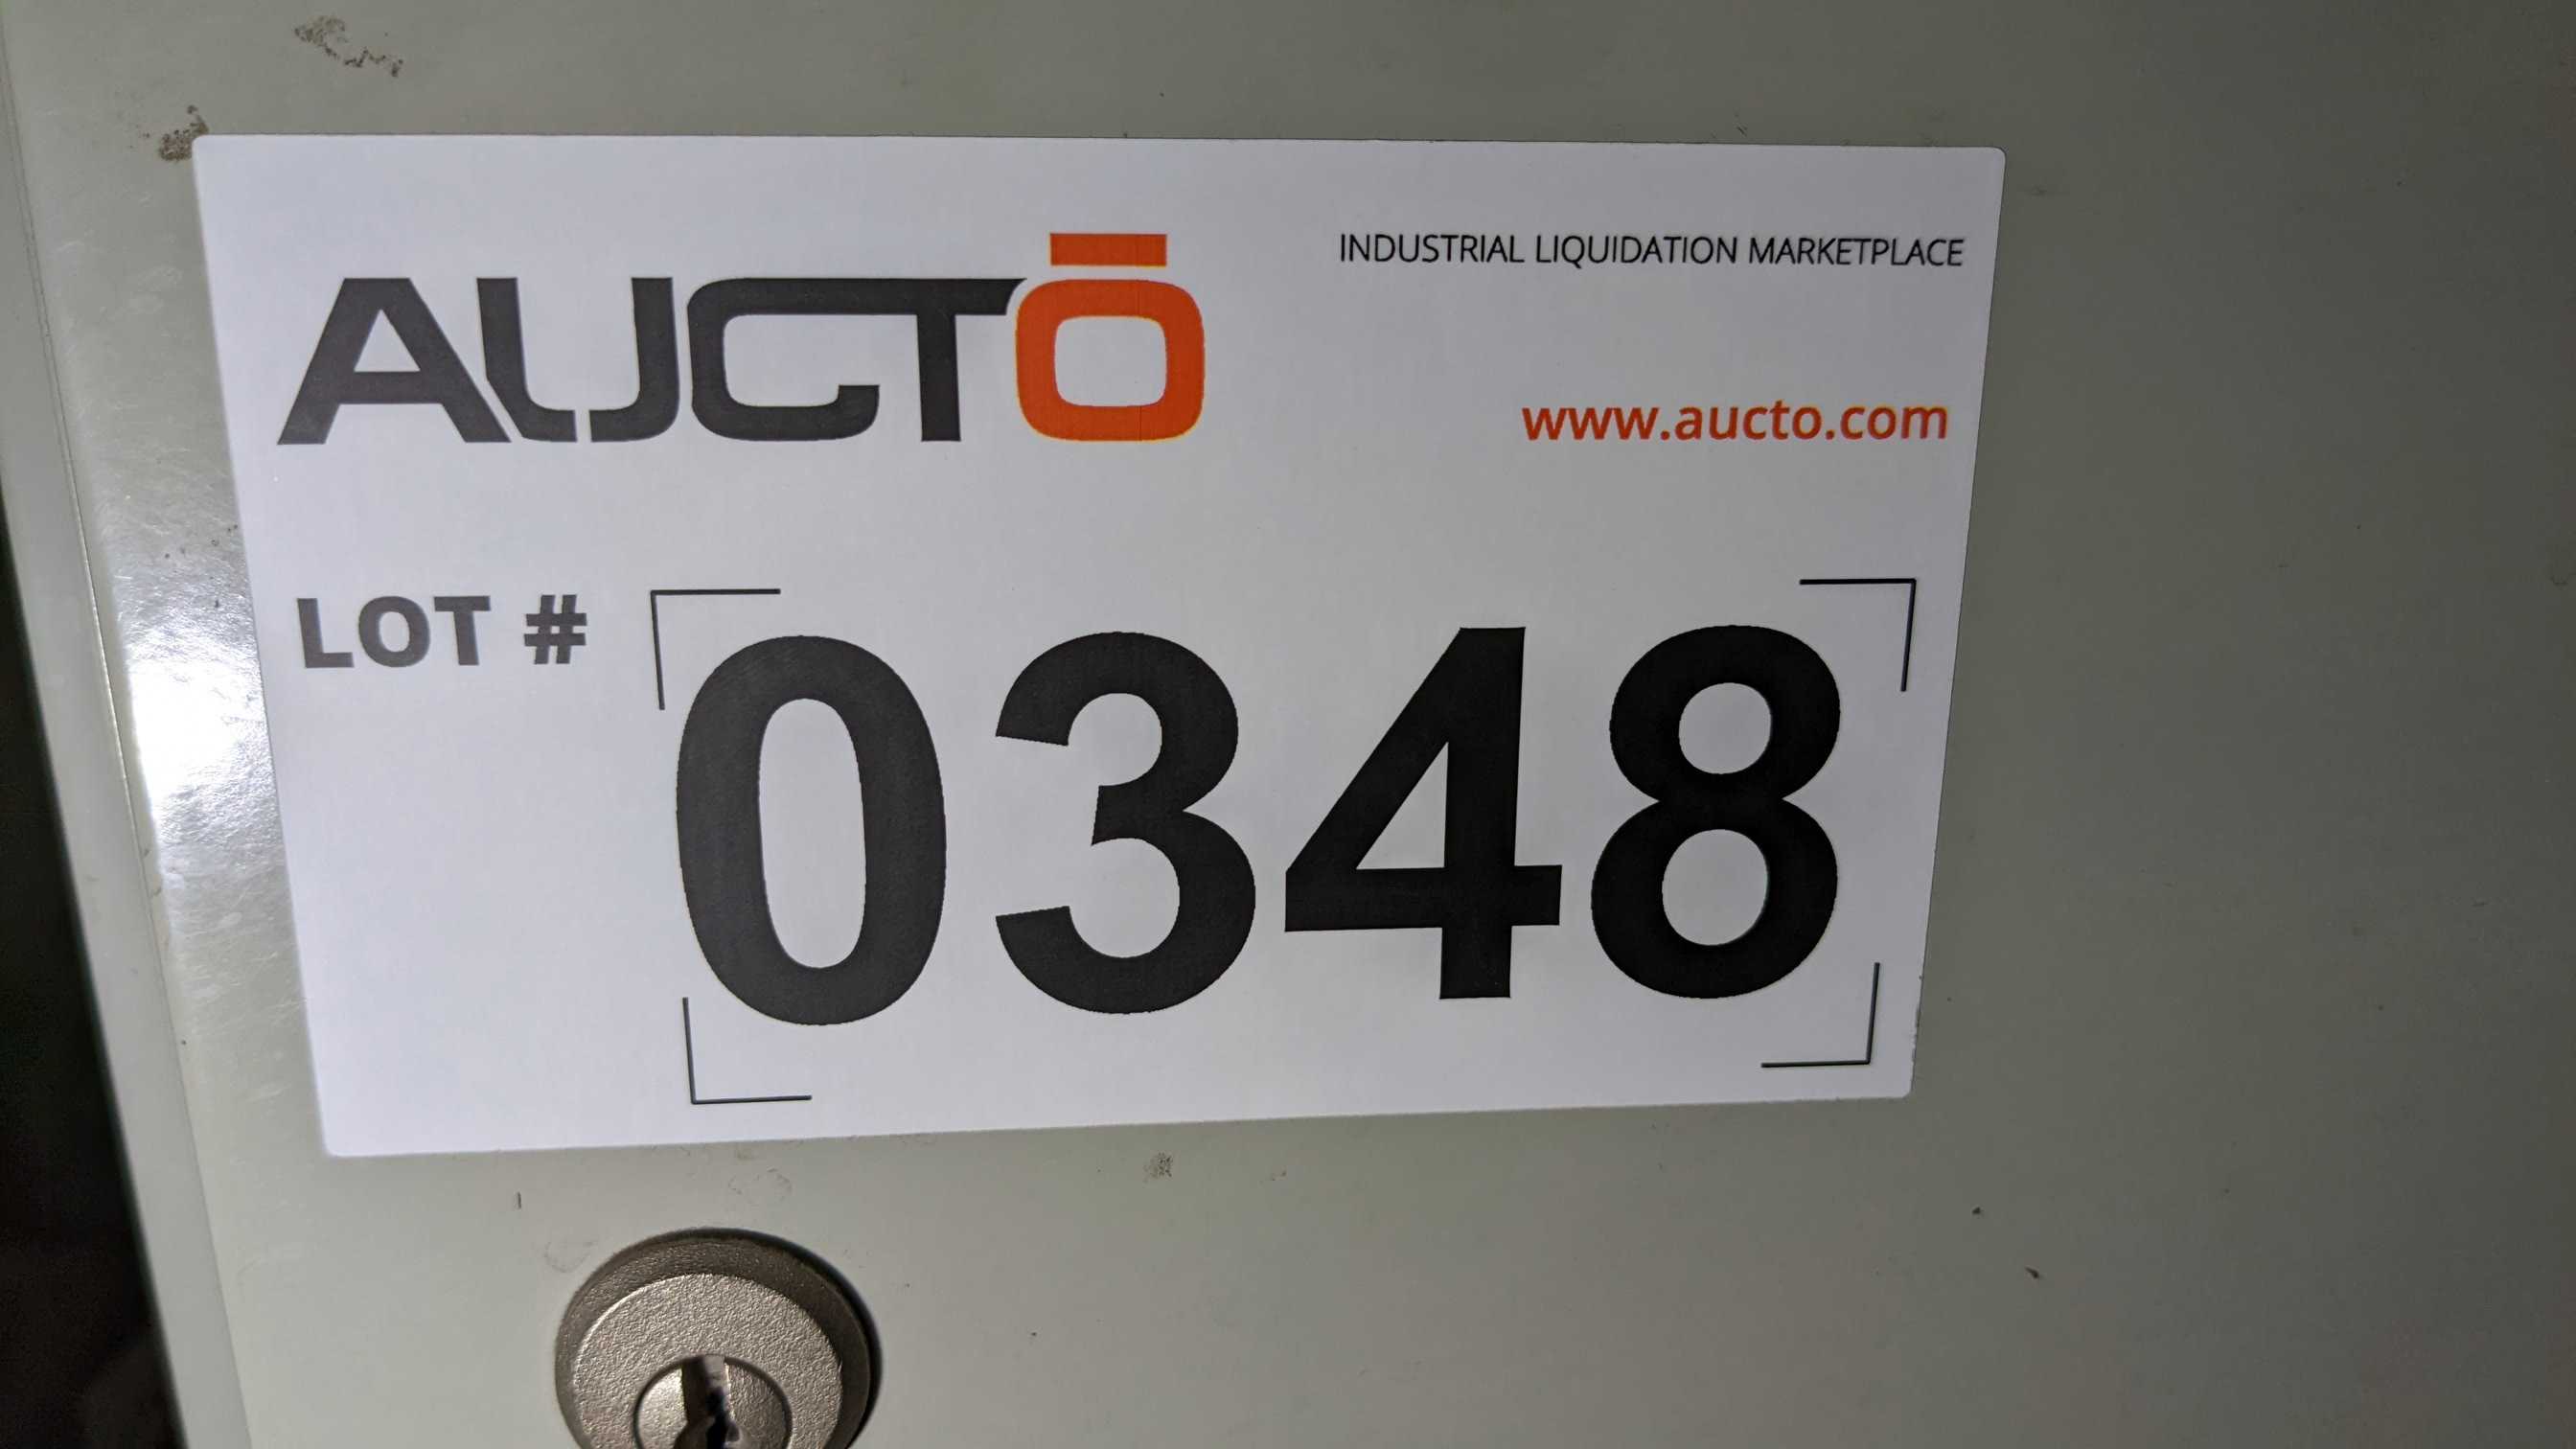 AUCTŌ
INDUSTRIAL LIQUIDATION MARKETPLACE
www.aucto.com
LOT #
0348